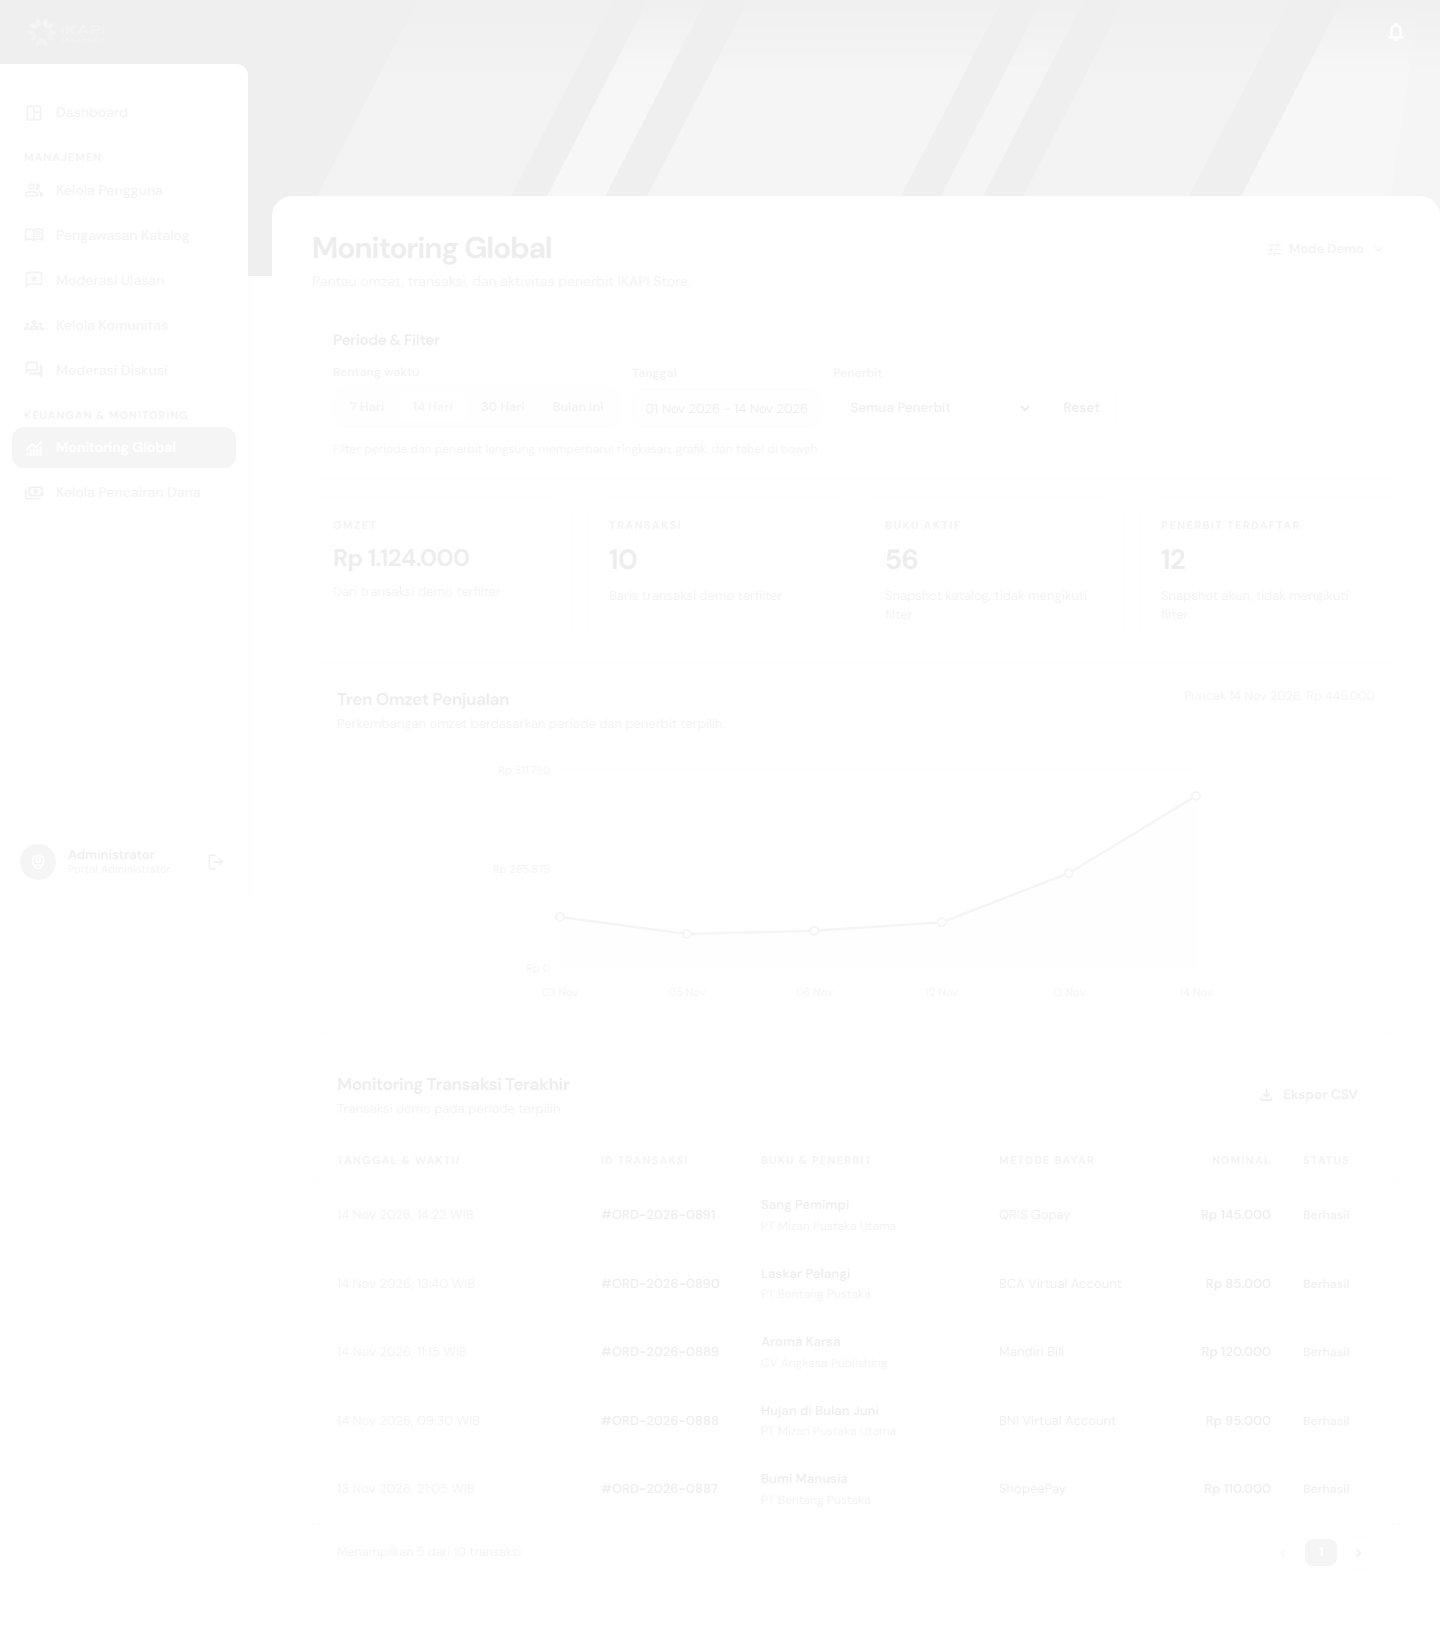 IKAPI
Dashboard
MANAJEMEN
Kelola Pengguna
Pengawasan Katalog
Moderasi Ulasan
Kelola Komunitas
Moderasi Diskusi
KEUANGAN & MONITORING
Monitoring Global
Kelola Pencairan Dana
Administrator
Portal Administrator
Monitoring Global
Mode Demo
Pantau omzet, transaksi, dan aktivitas penerbit IKAPI Store.
Periode & Filter
Rentang waktu
Tanggal
Penerbit
7 Hari
14 Hari
30 Hari
Bulan Ini
01 Nov 2026 – 14 Nov 2026
Semua Penerbit
Reset
Filter periode dan penerbit langsung memperbarui ringkasan, grafik, dan tabel di bawah.
OMZET
Rp 1.124.000
Dari transaksi demo terfilter
TRANSAKSI
10
Baris transaksi demo terfilter
BUKU AKTIF
56
Snapshot katalog, tidak mengikuti
filter
PENERBIT TERDAFTAR
12
Snapshot akun, tidak mengikuti
filter
Tren Omzet Penjualan
Puncak 14 Nov 2026, Rp 445.000
Perkembangan omzet berdasarkan periode dan penerbit terpilih.
Rp 511.750
Rp 255.875
Rp 0
03 Nov
05 Nov
06 Nov
12 Nov
13 Nov
14 Nov
Monitoring Transaksi Terakhir
Transaksi demo pada periode terpilih
Ekspor CSV
TANGGAL & WAKTU
ID TRANSAKSI
BUKU & PENERBIT
METODE BAYAR
NOMINAL
STATUS
14 Nov 2026, 14.22 WIB
#ORD-2026-0891
Sang Pemimpi
PT Mizan Pustaka Utama
QRIS Gopay
Rp 145.000
Berhasil
14 Nov 2026, 13:40 WIB
#ORD-2026-0890
Laskar Pelangi
PT Bentang Pustaka
BCA Virtual Account
Rp 85.000
Berhasil
14 Nov 2026, 11:15 WIB
#ORD-2026-0889
Aroma Karsa
CV Angkasa Publishing
Mandiri Bill
Rp 120.000
Berhasil
14 Nov 2026, 09:30 WIB
#ORD-2026-0888
Hujan di Bulan Juni
PT Mizan Pustaka Utama
BNI Virtual Account
Rp 95.000
Berhasil
13 Nov 2026, 21:05 WIB
#ORD-2026-0887
Bumi Manusia
PT Bentang Pustaka
ShopeePay
Rp 110.000
Berhasil
Menampilkan 5 dari 10 transaksi
1